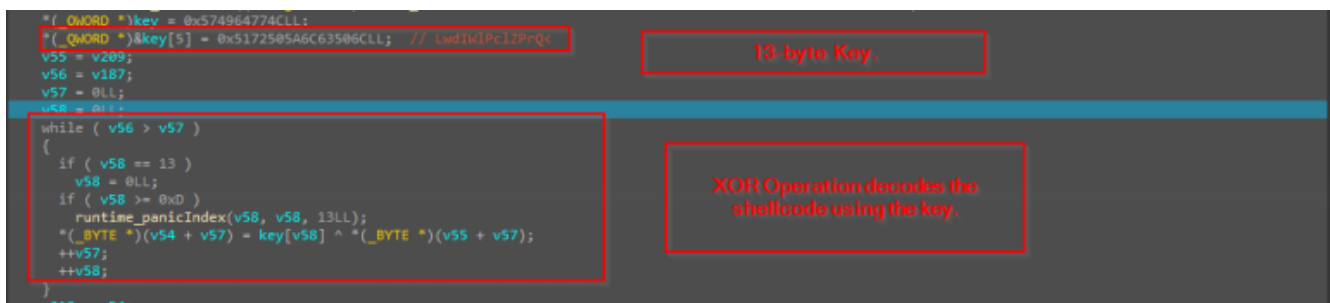 *(_QWORD *)key = 0x574964774CLL;
*(_QWORD *)&key[5] = 0x5172505A6C63506CLL; // LwdIWlPclZPrQ<
v55 = v209;
v56 = v187;
v57 = 0LL;
v58 = 0LL;
while ( v56 > v57 )
{
if ( v58 == 13 )
v58 = 0LL;
if ( v58 >= 0xD )
runtime_panicIndex(v58, v58, 13LL);
*(_BYTE *)(v54 + v57) = key[v58] ^ *(_BYTE *)(v55 + v57);
++v57;
++v58;
}
13-byte Key.
XOR Operation decodes the
shellcode using the key.